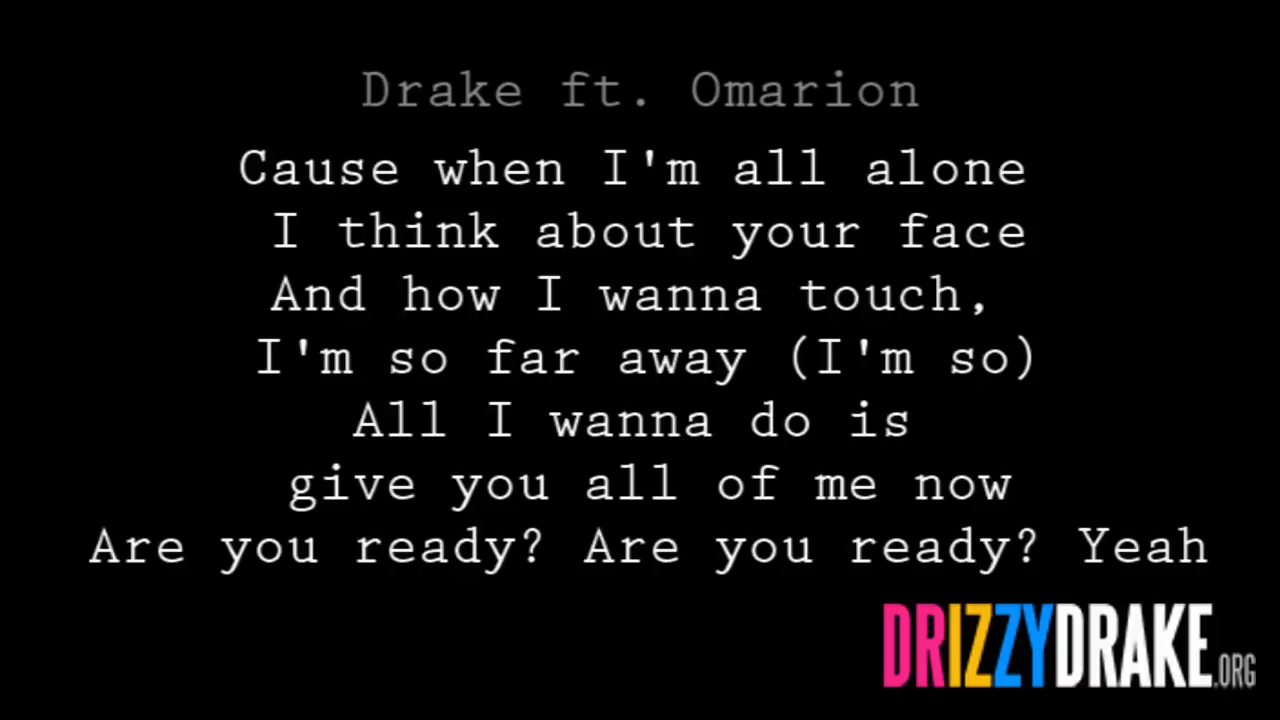 Drake ft. Omarion
Cause when I'm all alone
I think about your face
And how I wanna touch,
I'm so far away (I'm so)
All I wanna do is
give you all of me now
Are you ready? Are you ready? Yeah
DRIZZYDRAKE.ORG